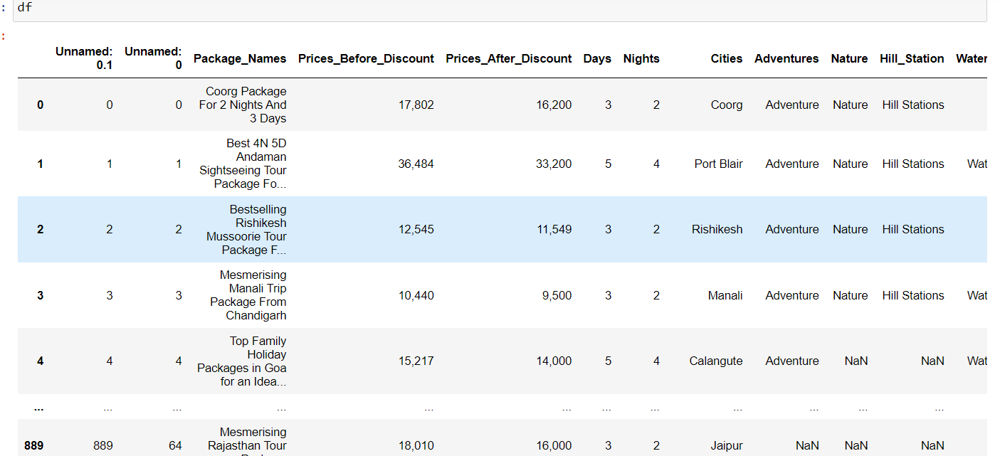 : df
:
Unnamed: 0.1 Unnamed: 0 Package_Names Prices_Before_Discount Prices_After_Discount Days Nights Cities Adventures Nature Hill_Station Water
0 0 0 Coorg Package For 2 Nights And 3 Days 17,802 16,200 3 2 Coorg Adventure Nature Hill Stations
1 1 1 Best 4N 5D Andaman Sightseeing Tour Package Fo... 36,484 33,200 5 4 Port Blair Adventure Nature Hill Stations Wat
2 2 2 Bestselling Rishikesh Mussoorie Tour Package F... 12,545 11,549 3 2 Rishikesh Adventure Nature Hill Stations
3 3 3 Mesmerising Manali Trip Package From Chandigarh 10,440 9,500 3 2 Manali Adventure Nature Hill Stations Wat
4 4 4 Top Family Holiday Packages in Goa for an Idea... 15,217 14,000 5 4 Calangute Adventure NaN NaN Wat
... ... ... ... ... ... ... ... ... ... ... ...
889 889 64 Mesmerising Rajasthan Tour 18,010 16,000 3 2 Jaipur NaN NaN NaN